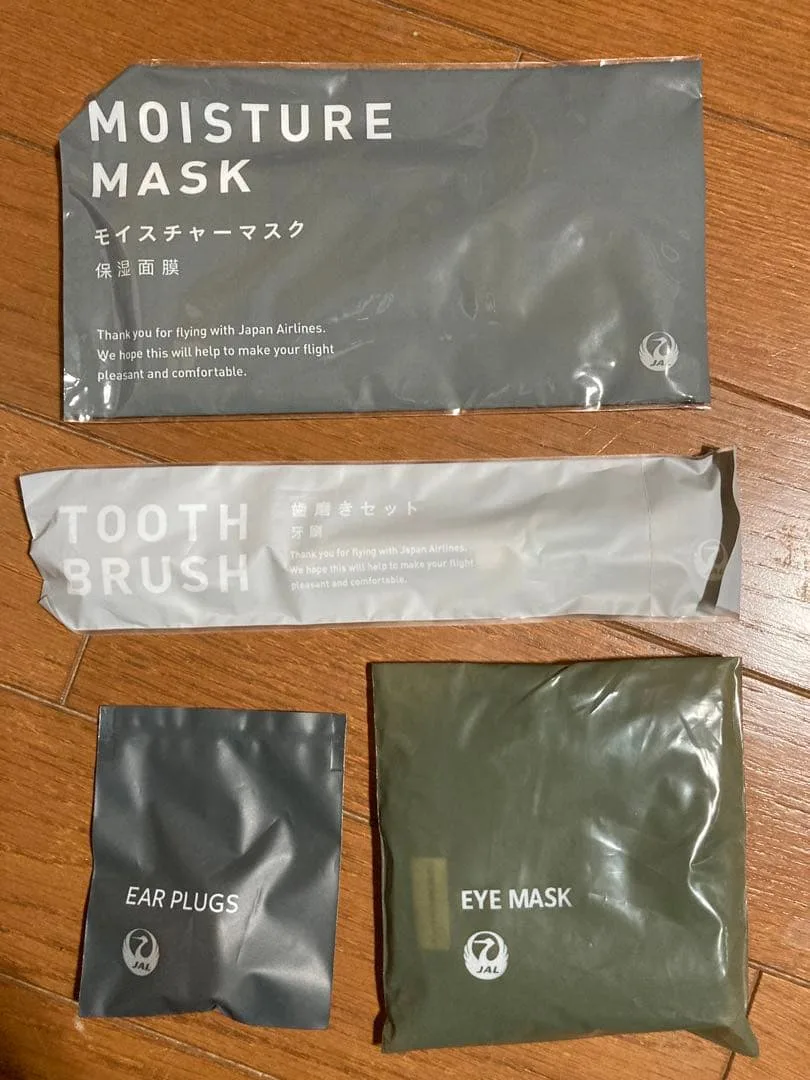 MOISTURE
MASK
モイスチャーマスク
保湿面膜
Thank you for flying with Japan Airlines.
We hope this will help to make your flight
pleasant and comfortable.
JAL
TOOTH
BRUSH
歯磨きセット
牙刷
Thank you for flying with Japan Airlines.
We hope this will help to make your flight
pleasant and comfortable.
EAR PLUGS
JAL
EYE MASK
JAL